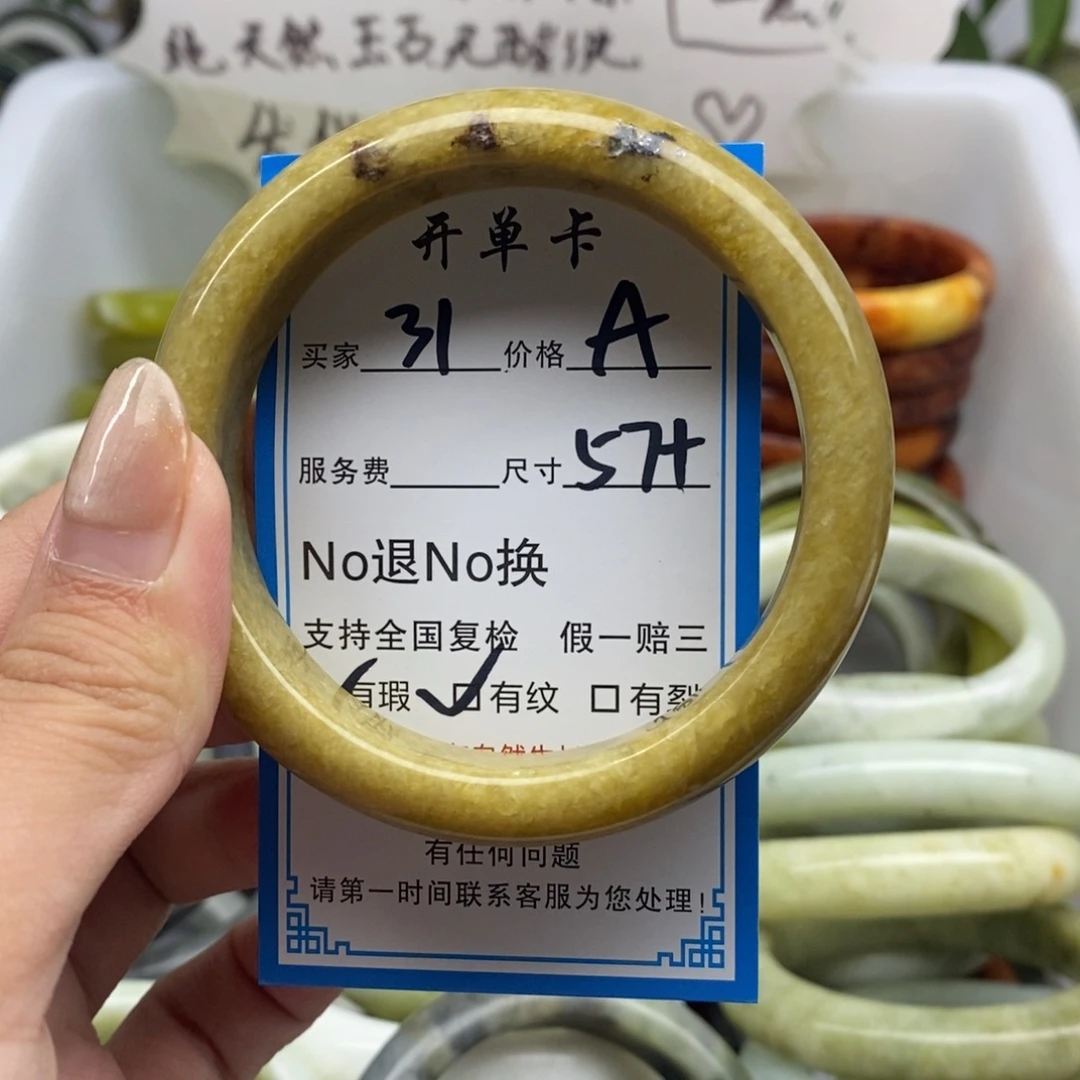 纯天然玉石无酸洗
开单卡
买家 31 价格 A
服务费 尺寸 57H
No退No换
支持全国复检 假一赔三
有瑕 ✓ 口有纹 口有裂
有任何问题
请第一时间联系客服为您处理!